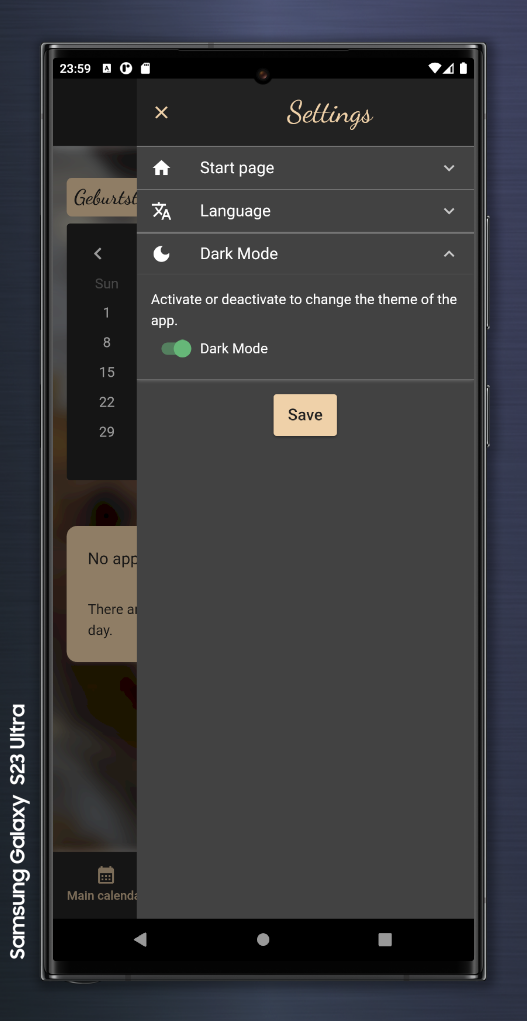 23:59
Settings
Start page
Geburtst
Language
Dark Mode
Sun
Activate or deactivate to change the theme of the
app.
1
8
Dark Mode
15
22
Save
29
No app
There ar
day.
Main calenda
Samsung Galaxy S23 Ultra